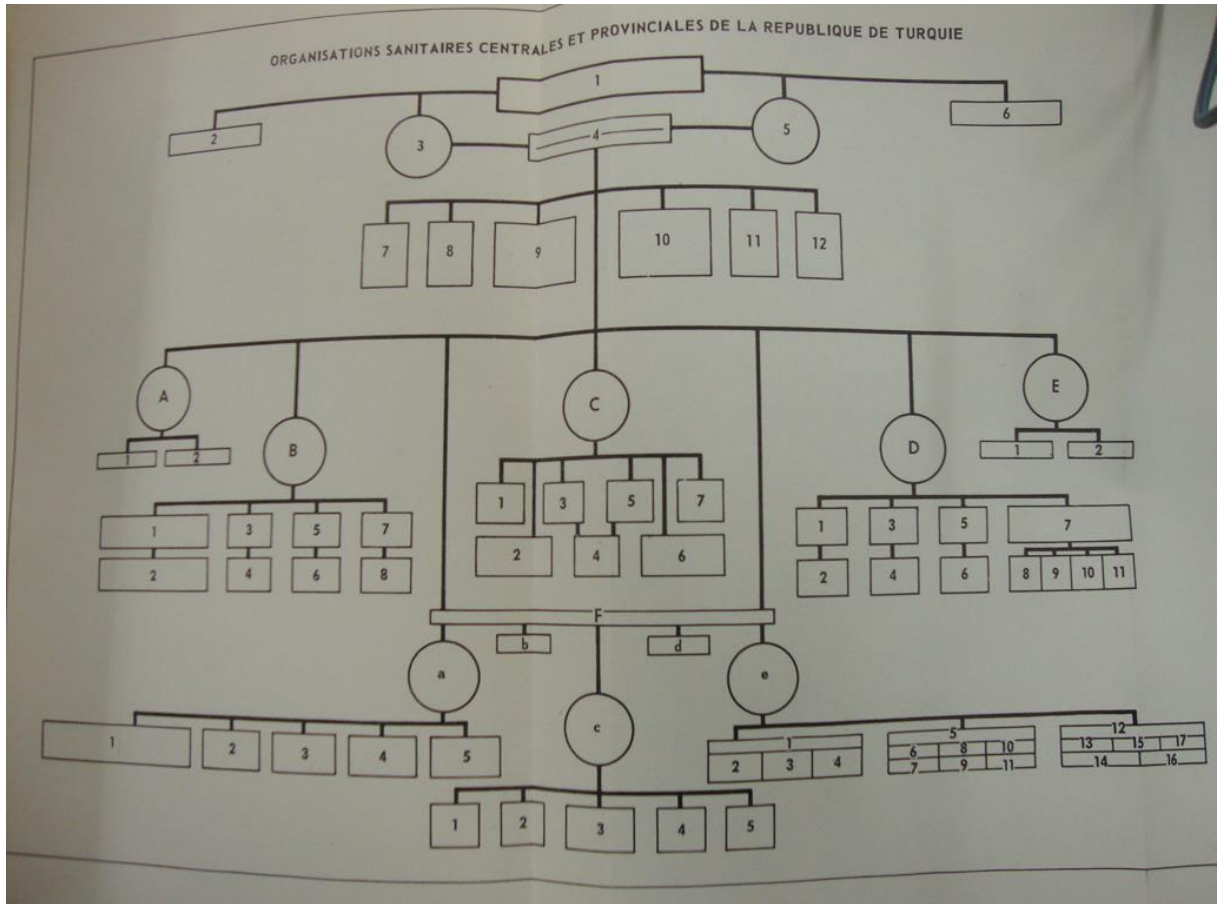 ORGANISATIONS SANITAIRES CENTRALES ET PROVINCIALES DE LA REPUBLIQUE DE TURQUIE
1
2 3 4 5 6
7 8 9 10 11 12
A B C D E
1 2
1 2
1 3 5 7
2 4 6 8
1 3 5 7
2 4 6
1 3 5 7
2 4 6 8 9 10 11
F
b d
a c e
1 2 3 4 5
1
2 3 4
5
6 8 10
7 9 11
12
13 15 17
14 16
1 2 3 4 5